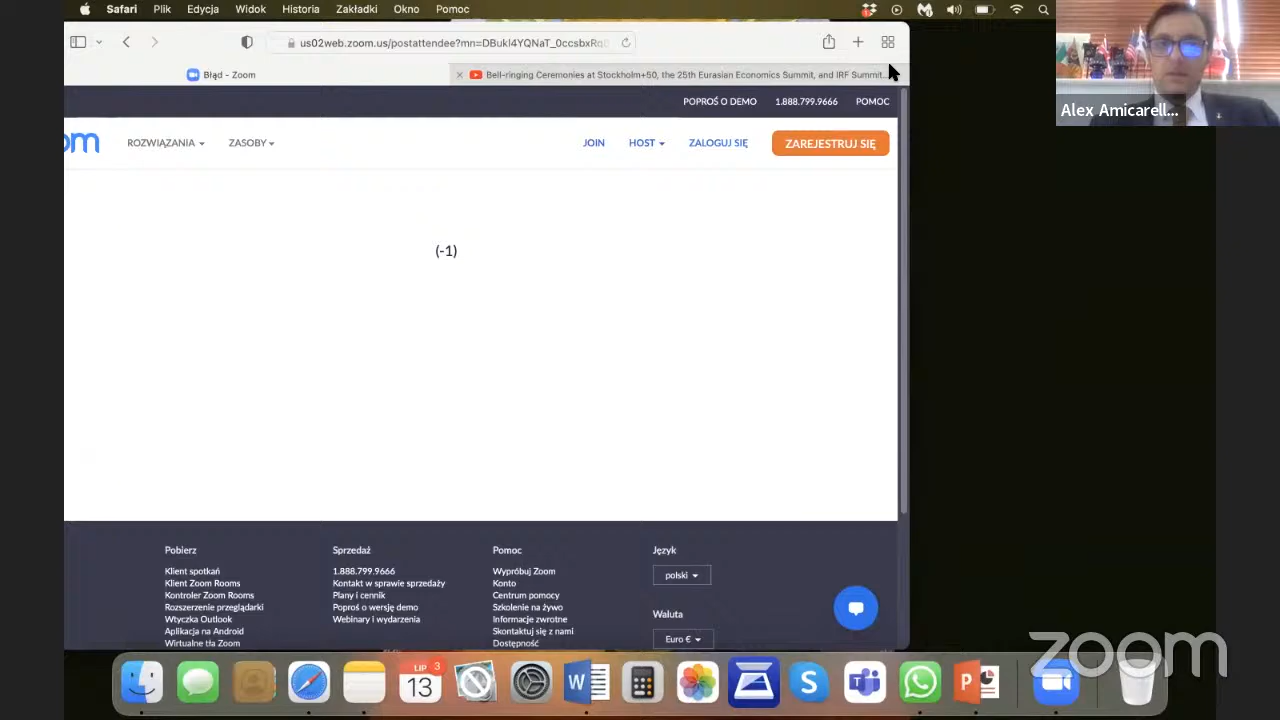 Safari Plik Edycja Widok Historia Zakładki Okno Pomoc
us02web.zoom.us/postattendee?mn=DBukl4YQNaT_0ccsbxRqG
Błąd - Zoom
Bell-ringing Ceremonies at Stockholm+50, the 25th Eurasian Economics Summit, and IRF Summit...
Alex Amicarell...
POPROŚ O DEMO 1.888.799.9666 POMOC
om ROZWIĄZANIA ZASOBY JOIN HOST ZALOGUJ SIĘ ZAREJESTRUJ SIĘ
(-1)
Pobierz
Klient spotkań
Klient Zoom Rooms
Kontroler Zoom Rooms
Rozszerzenie przeglądarki
Wtyczka Outlook
Aplikacja na Android
Wirtualne tła Zoom
Sprzedaż
1.888.799.9666
Kontakt w sprawie sprzedaży
Plany i cennik
Poproś o wersję demo
Webinary i wydarzenia
Pomoc
Wypróbuj Zoom
Konto
Centrum pomocy
Szkolenie na żywo
Informacje zwrotne
Skontaktuj się z nami
Dostępność
Język
polski
Waluta
Euro €
LIP 3
13
W
S
P
zoom